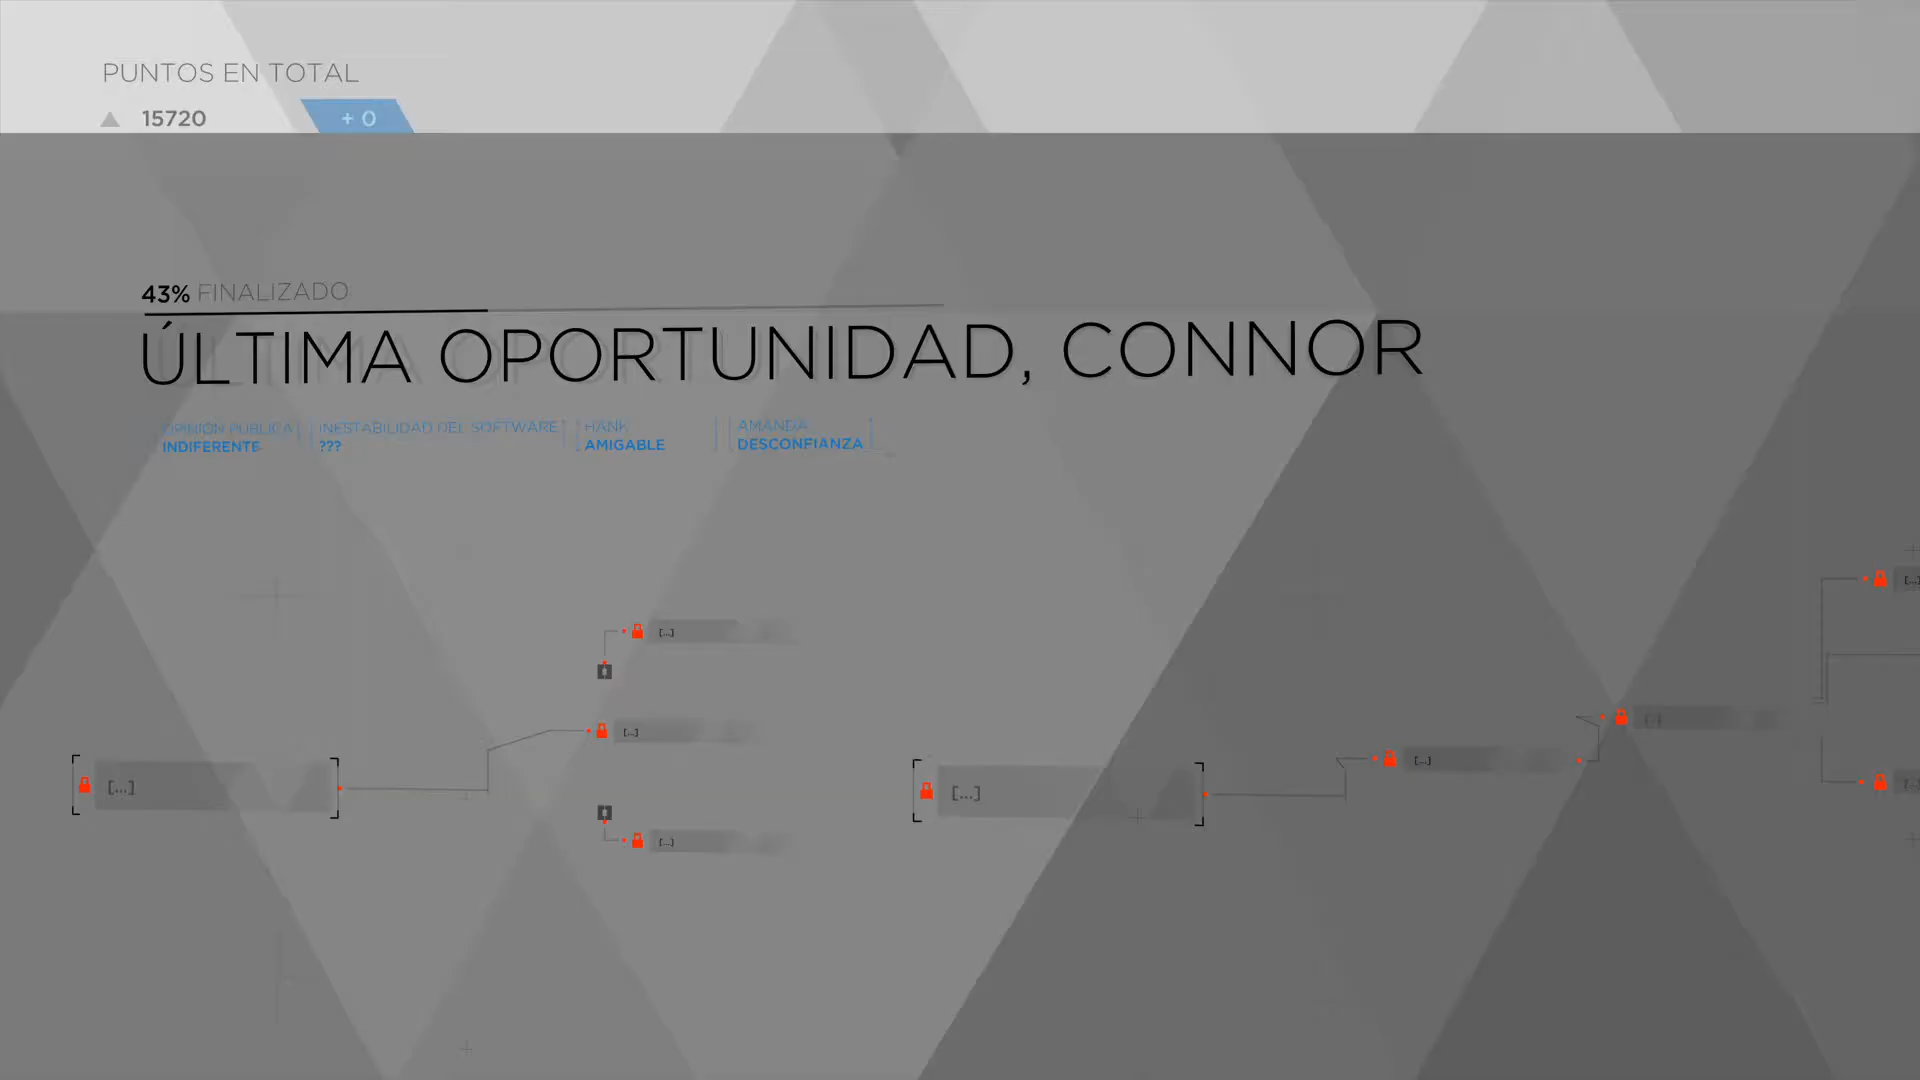 PUNTOS EN TOTAL
15720
+ 0
43% FINALIZADO
ÚLTIMA OPORTUNIDAD, CONNOR
OPINIÓN PÚBLICA
INDIFERENTE
INESTABILIDAD DEL SOFTWARE
???
HANK
AMIGABLE
AMANDA
DESCONFIANZA
[...]
[...]
[...]
[...]
[...]
[...]
[...]
[...]